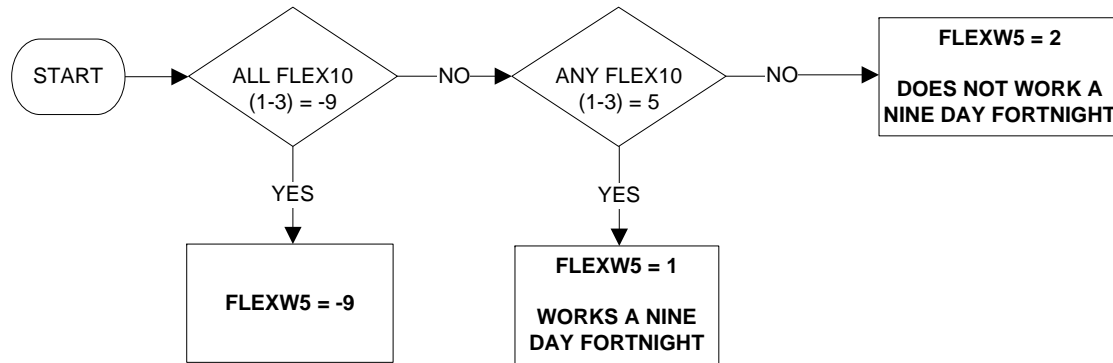 START
ALL FLEX10
(1-3) = -9
NO
ANY FLEX10
(1-3) = 5
NO
FLEXW5 = 2
DOES NOT WORK A
NINE DAY FORTNIGHT
YES
YES
FLEXW5 = -9
FLEXW5 = 1
WORKS A NINE
DAY FORTNIGHT